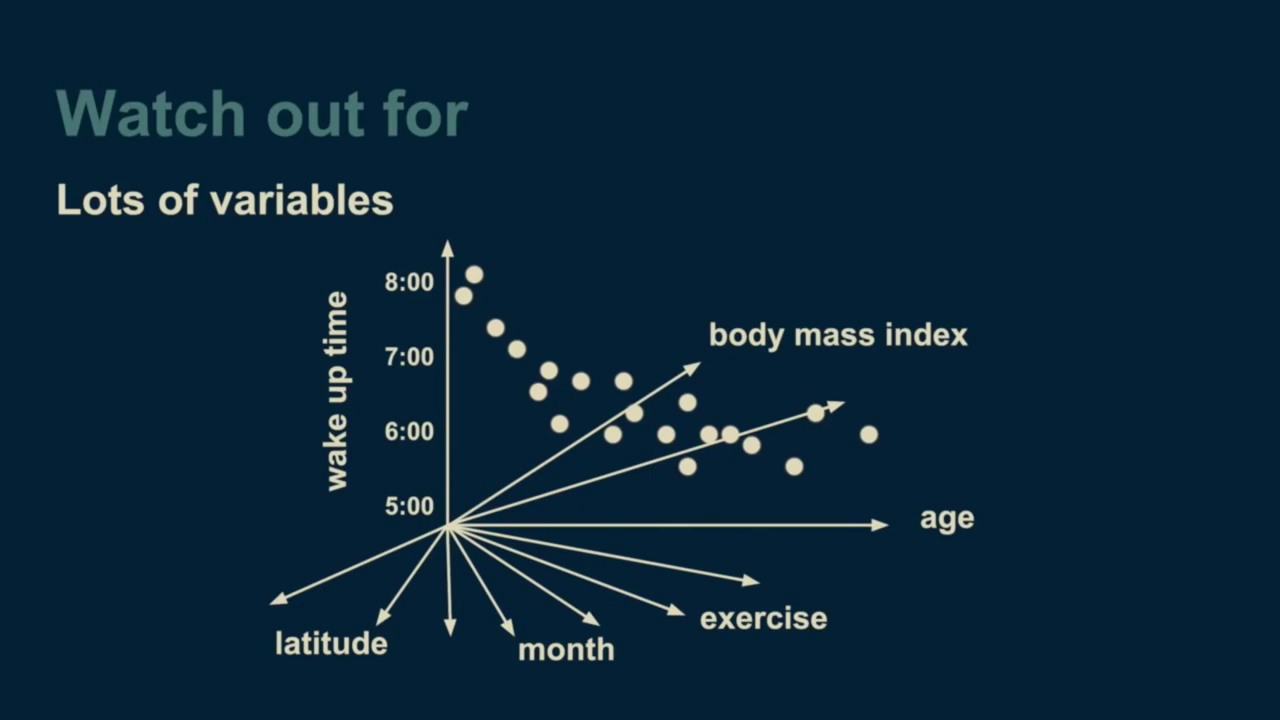 Watch out for
Lots of variables
wake up time
8:00
7:00
6:00
5:00
body mass index
age
exercise
latitude
month